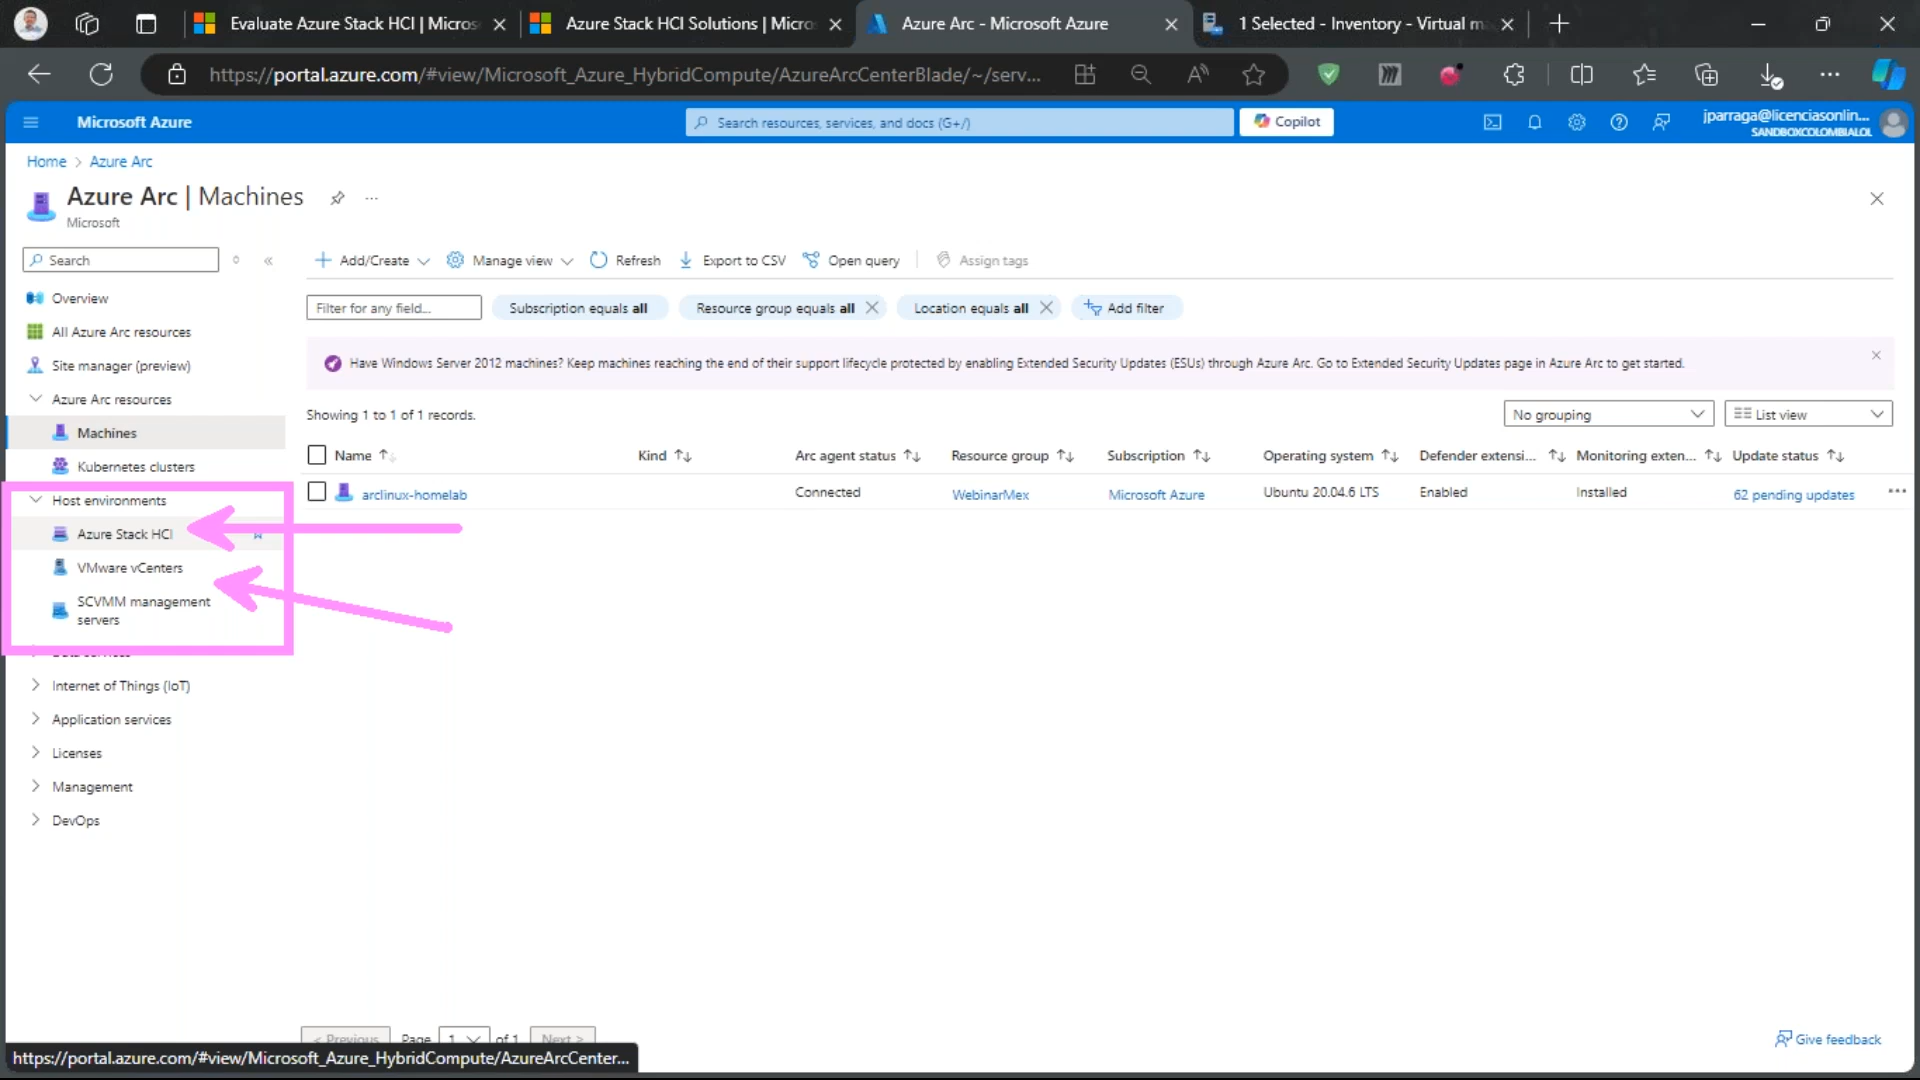 Evaluate Azure Stack HCI | Micros
Azure Stack HCI Solutions | Micro
Azure Arc - Microsoft Azure
1 Selected - Inventory - Virtual m
https://portal.azure.com/#view/Microsoft_Azure_HybridCompute/AzureArcCenterBlade/~/serv...
Microsoft Azure
Search resources, services, and docs (G+/)
Copilot
jparraga@licenciasonlin...
SANDBOXCOLOMBIALOL
Home > Azure Arc
Azure Arc | Machines
...
Microsoft
Search
Add/Create
Manage view
Refresh
Export to CSV
Open query
Assign tags
Overview
All Azure Arc resources
Site manager (preview)
Azure Arc resources
Machines
Kubernetes clusters
Host environments
Azure Stack HCI
VMware vCenters
SCVMM management
servers
Internet of Things (IoT)
Application services
Licenses
Management
DevOps
Filter for any field...
Subscription equals all
Resource group equals all
Location equals all
Add filter
Have Windows Server 2012 machines? Keep machines reaching the end of their support lifecycle protected by enabling Extended Security Updates (ESUs) through Azure Arc. Go to Extended Security Updates page in Azure Arc to get started.
Showing 1 to 1 of 1 records.
No grouping
List view
Name
Kind
Arc agent status
Resource group
Subscription
Operating system
Defender extensi...
Monitoring exten...
Update status
arclinux-homelab
Connected
WebinarMex
Microsoft Azure
Ubuntu 20.04.6 LTS
Enabled
Installed
62 pending updates
...
< Previous
Page
1
of 1
Next >
Give feedback
https://portal.azure.com/#view/Microsoft_Azure_HybridCompute/AzureArcCenter...